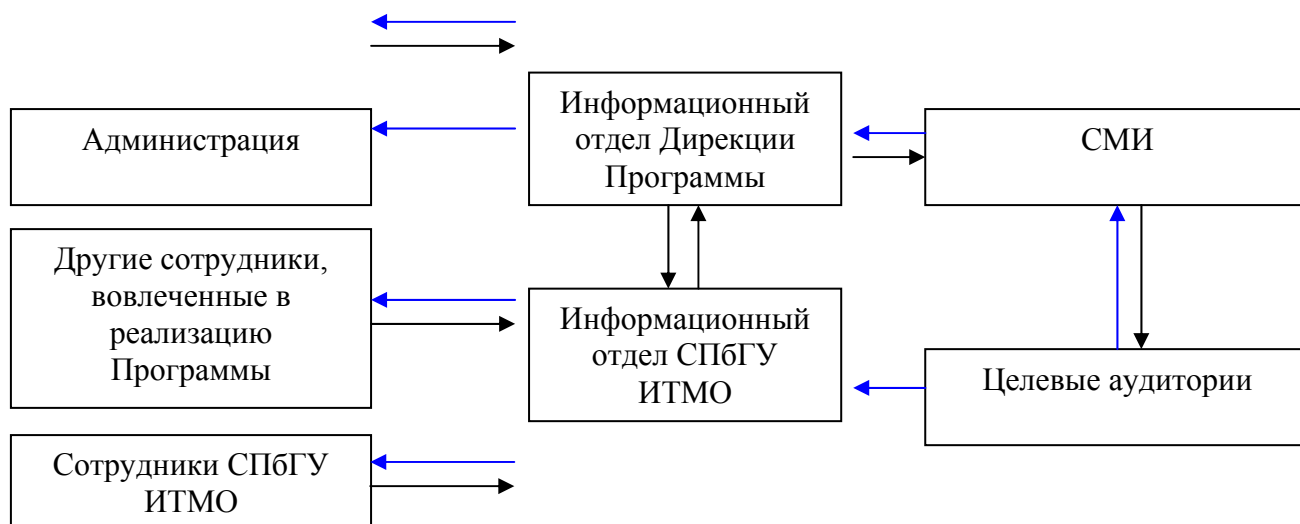 Администрация
Информационный
отдел Дирекции
Программы
СМИ
Другие сотрудники,
вовлеченные в
реализацию
Программы
Информационный
отдел СПбГУ
ИТМО
Целевые аудитории
Сотрудники СПбГУ
ИТМО